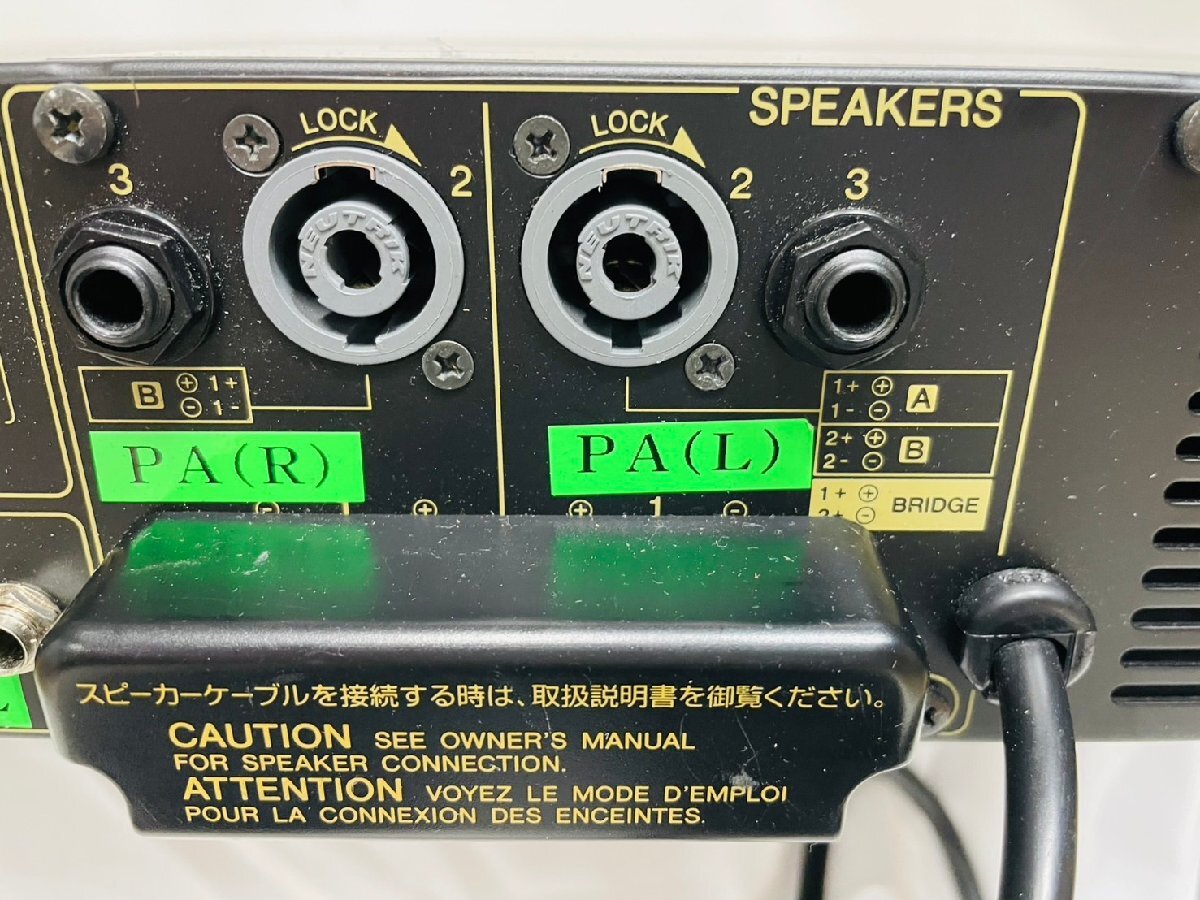 SPEAKERS
LOCK
LOCK
3
2
2
3
NEUTRIK
NEUTRIK
B ⊕ 1+
⊖ 1-
1+ ⊕ A
1- ⊖
2+ ⊕ B
2- ⊖
PA(R)
PA(L)
⊖
⊕
⊕ 1 ⊖
1+ ⊕ BRIDGE
2+ ⊖
スピーカーケーブルを接続する時は、取扱説明書を御覧ください。
CAUTION SEE OWNER'S MANUAL
FOR SPEAKER CONNECTION.
ATTENTION VOYEZ LE MODE D'EMPLOI
POUR LA CONNEXION DES ENCEINTES.